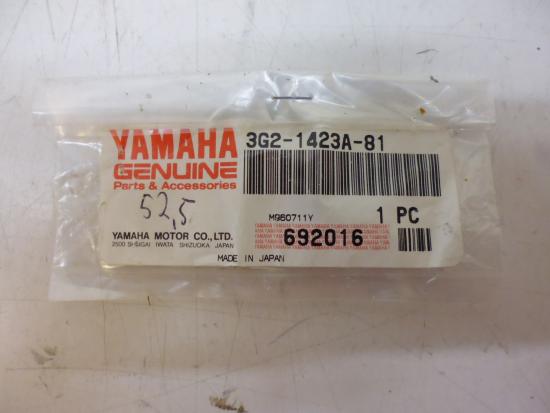 YAMAHA
GENUINE
Parts & Accessories
3G2-1423A-81
52,5
M960711Y
1 PC
YAMAHA MOTOR CO., LTD.
2500 SHINGAI IWATA SHIZUOKA JAPAN
692016
MADE IN JAPAN